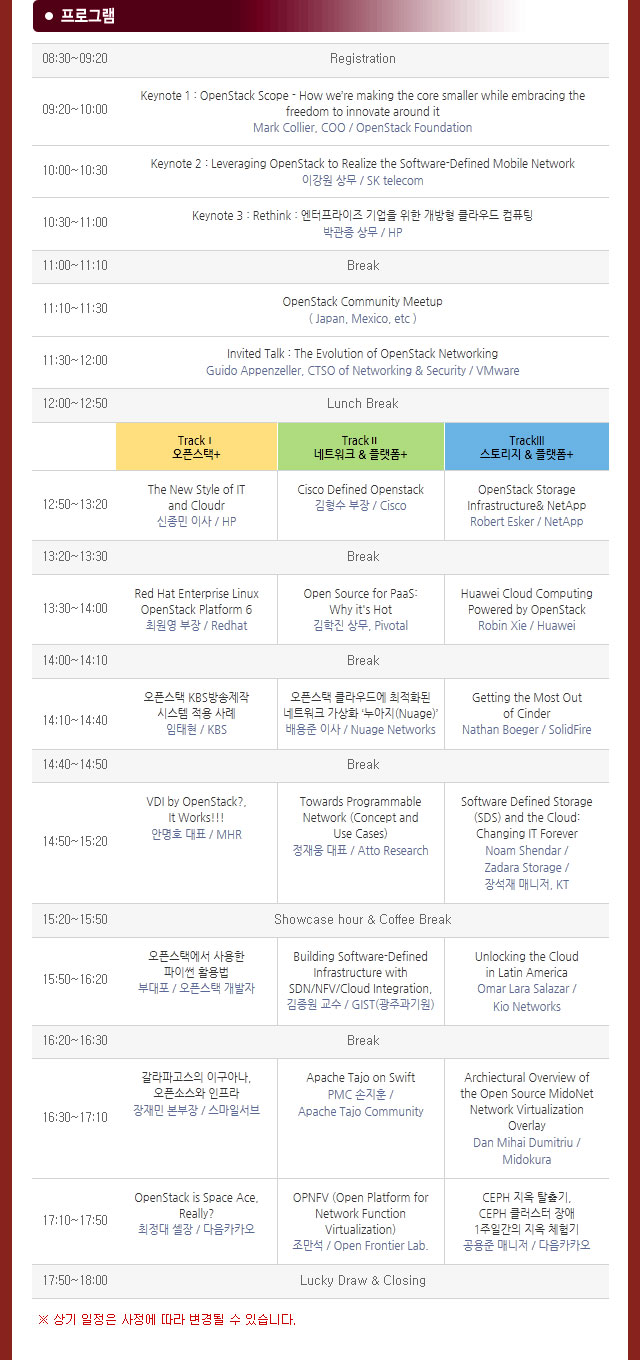 프로그램
08:30~09:20
Registration
09:20~10:00
Keynote 1 : OpenStack Scope - How we're making the core smaller while embracing the
freedom to innovate around it
Mark Collier, COO / OpenStack Foundation
10:00~10:30
Keynote 2 : Leveraging OpenStack to Realize the Software-Defined Mobile Network
이강원 상무 / SK telecom
10:30~11:00
Keynote 3 : Rethink : 엔터프라이즈 기업을 위한 개방형 클라우드 컴퓨팅
박관종 상무 / HP
11:00~11:10
Break
11:10~11:30
OpenStack Community Meetup
( Japan, Mexico, etc )
11:30~12:00
Invited Talk : The Evolution of OpenStack Networking
Guido Appenzeller, CTSO of Networking & Security / VMware
12:00~12:50
Lunch Break
Track I
오픈스택+
Track II
네트워크 & 플랫폼+
TrackIII
스토리지 & 플랫폼+
12:50~13:20
The New Style of IT
and Cloudr
신종민 이사 / HP
Cisco Defined Openstack
김형수 부장 / Cisco
OpenStack Storage
Infrastructure& NetApp
Robert Esker / NetApp
13:20~13:30
Break
13:30~14:00
Red Hat Enterprise Linux
OpenStack Platform 6
최원영 부장 / Redhat
Open Source for PaaS:
Why it's Hot
김학진 상무, Pivotal
Huawei Cloud Computing
Powered by OpenStack
Robin Xie / Huawei
14:00~14:10
Break
14:10~14:40
오픈스택 KBS방송제작
시스템 적용 사례
임태현 / KBS
오픈스택 클라우드에 최적화된
네트워크 가상화 '누아지(Nuage)'
배용준 이사 / Nuage Networks
Getting the Most Out
of Cinder
Nathan Boeger / SolidFire
14:40~14:50
Break
14:50~15:20
VDI by OpenStack?,
It Works!!!
안명호 대표 / MHR
Towards Programmable
Network (Concept and
Use Cases)
정재웅 대표 / Atto Research
Software Defined Storage
(SDS) and the Cloud:
Changing IT Forever
Noam Shendar /
Zadara Storage /
장석재 매니저, KT
15:20~15:50
Showcase hour & Coffee Break
15:50~16:20
오픈스택에서 사용한
파이썬 활용법
부대포 / 오픈스택 개발자
Building Software-Defined
Infrastructure with
SDN/NFV/Cloud Integration,
김종원 교수 / GIST(광주과기원)
Unlocking the Cloud
in Latin America
Omar Lara Salazar /
Kio Networks
16:20~16:30
Break
16:30~17:10
갈라파고스의 이구아나,
오픈소스와 인프라
장재민 본부장 / 스마일서브
Apache Tajo on Swift
PMC 손지훈 /
Apache Tajo Community
Archiectural Overview of
the Open Source MidoNet
Network Virtualization
Overlay
Dan Mihai Dumitriu /
Midokura
17:10~17:50
OpenStack is Space Ace,
Really?
최정대 셀장 / 다음카카오
OPNFV (Open Platform for
Network Function
Virtualization)
조만석 / Open Frontier Lab.
CEPH 지옥 탈출기,
CEPH 클러스터 장애
1주일간의 지옥 체험기
공용준 매니저 / 다음카카오
17:50~18:00
Lucky Draw & Closing
※ 상기 일정은 사정에 따라 변경될 수 있습니다.